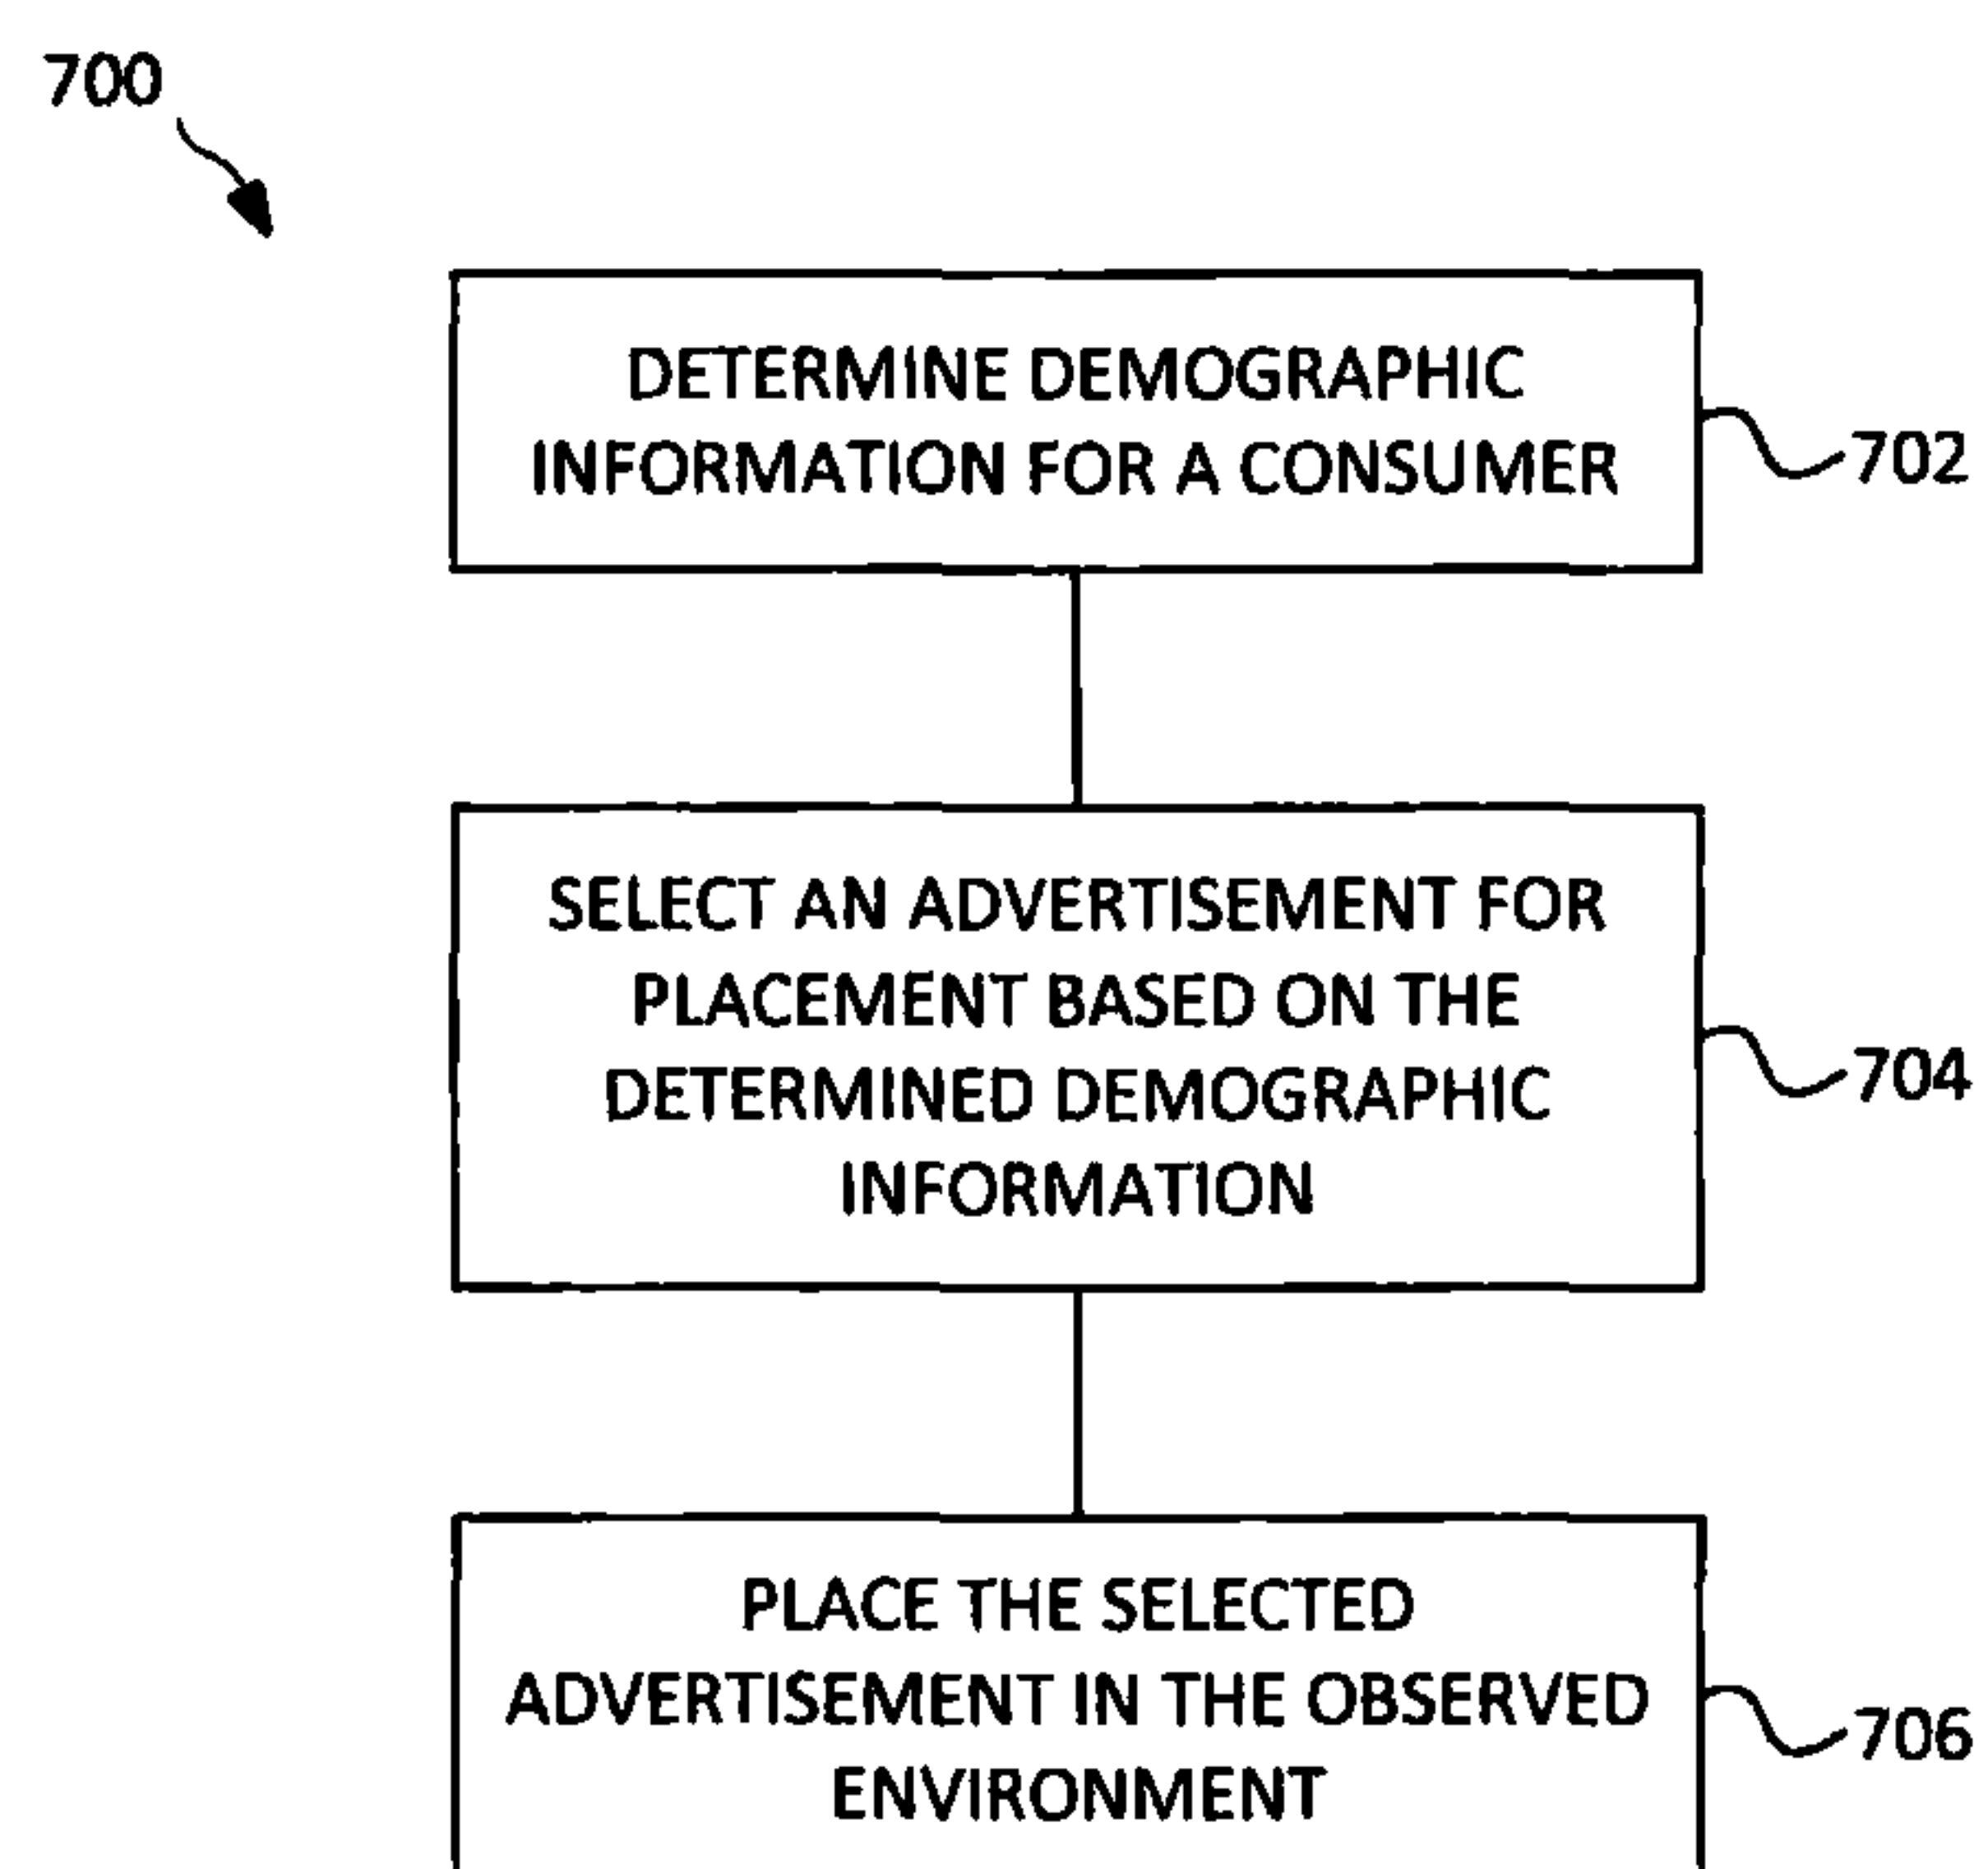 700
DETERMINE DEMOGRAPHIC
INFORMATION FOR A CONSUMER
702
SELECT AN ADVERTISEMENT FOR
PLACEMENT BASED ON THE
DETERMINED DEMOGRAPHIC
INFORMATION
704
PLACE THE SELECTED
ADVERTISEMENT IN THE OBSERVED
ENVIRONMENT
706